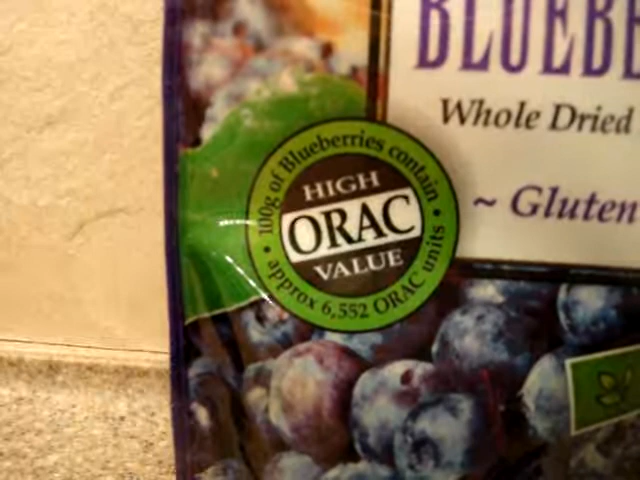 BLUEBE
Whole Dried
~ Gluten
100g of Blueberries contain
HIGH
ORAC
VALUE
approx 6,552 ORAC units